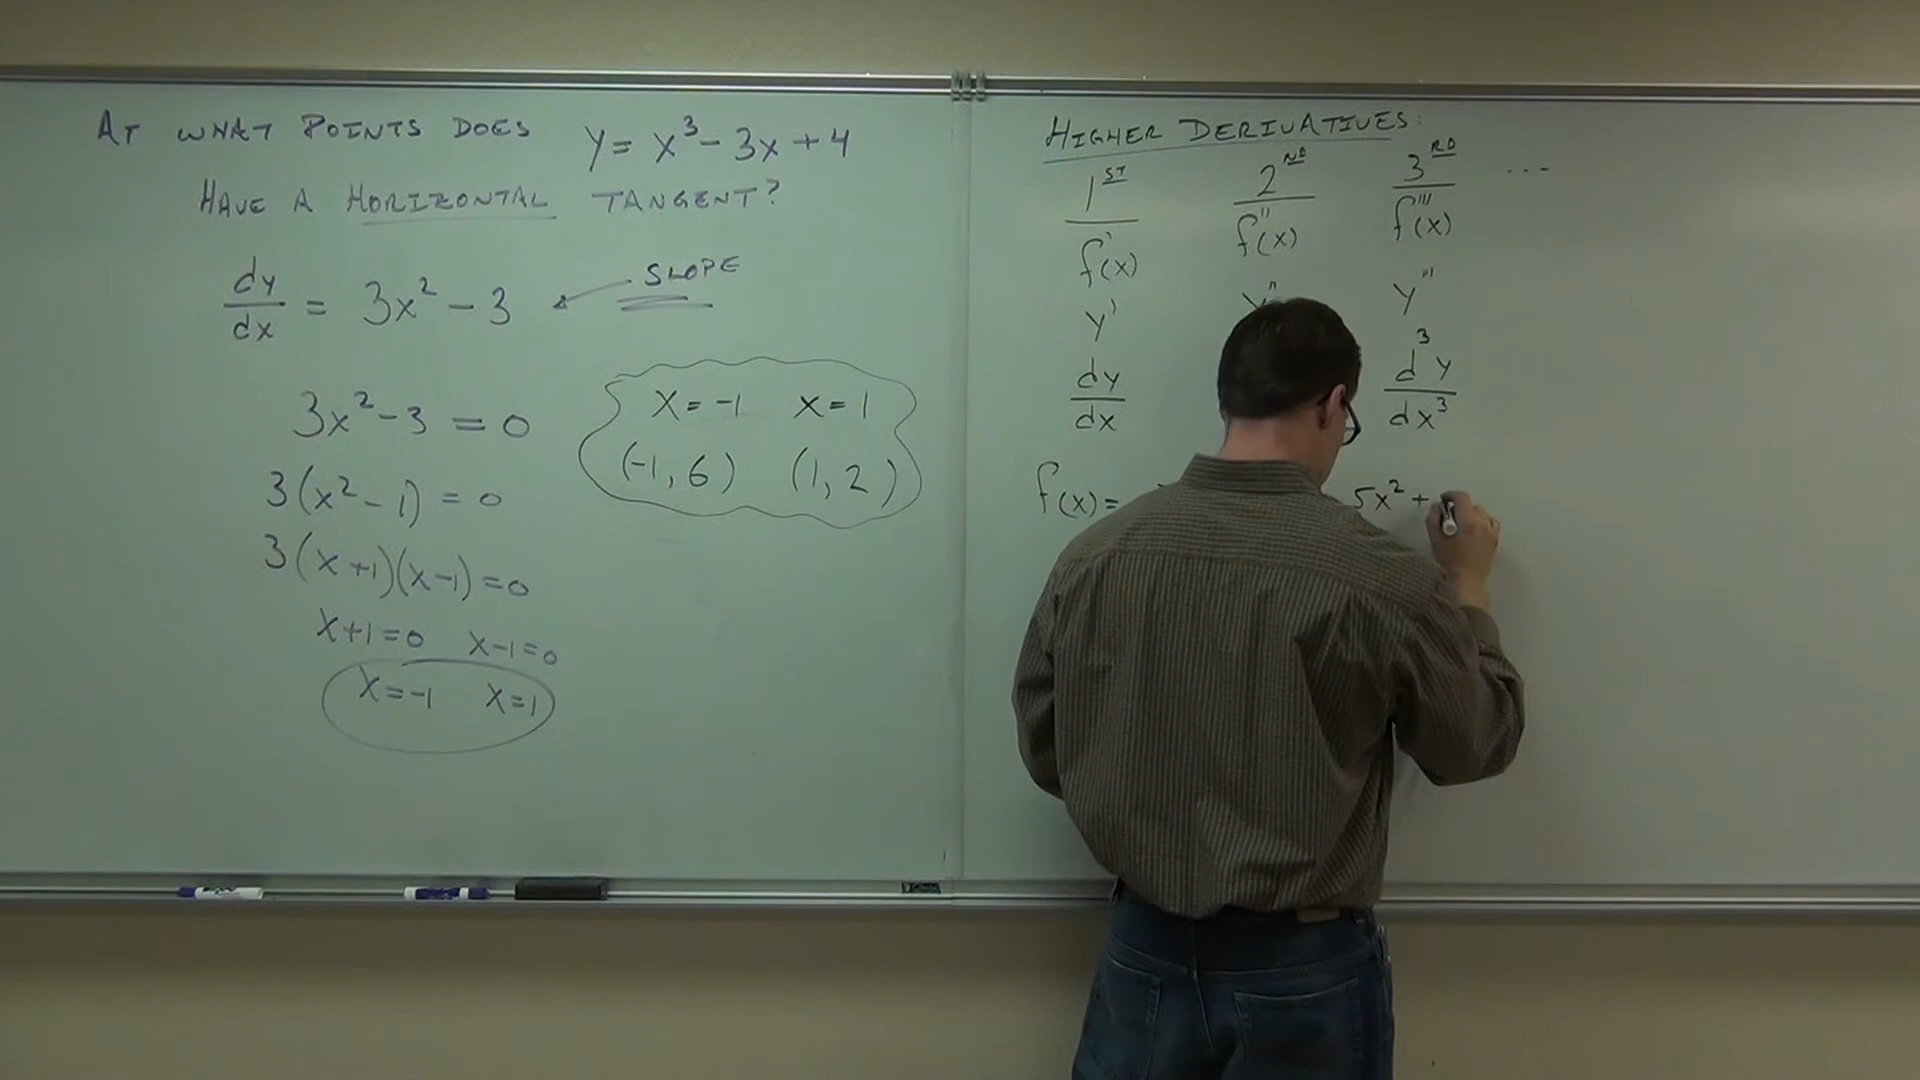 AT WHAT POINTS DOES y = x³ - 3x + 4
HAVE A HORIZONTAL TANGENT?
dy/dx = 3x² - 3 ← SLOPE
3x² - 3 = 0
3(x² - 1) = 0
3(x+1)(x-1) = 0
x+1=0 x-1=0
x=-1 x=1
x = -1 x = 1
(-1, 6) (1, 2)
HIGHER DERIVATIVES:
1ST 2ND 3RD ...
f'(x) f''(x) f'''(x)
y' y'' y'''
dy/dx d³y/dx³
f(x) = 5x² +